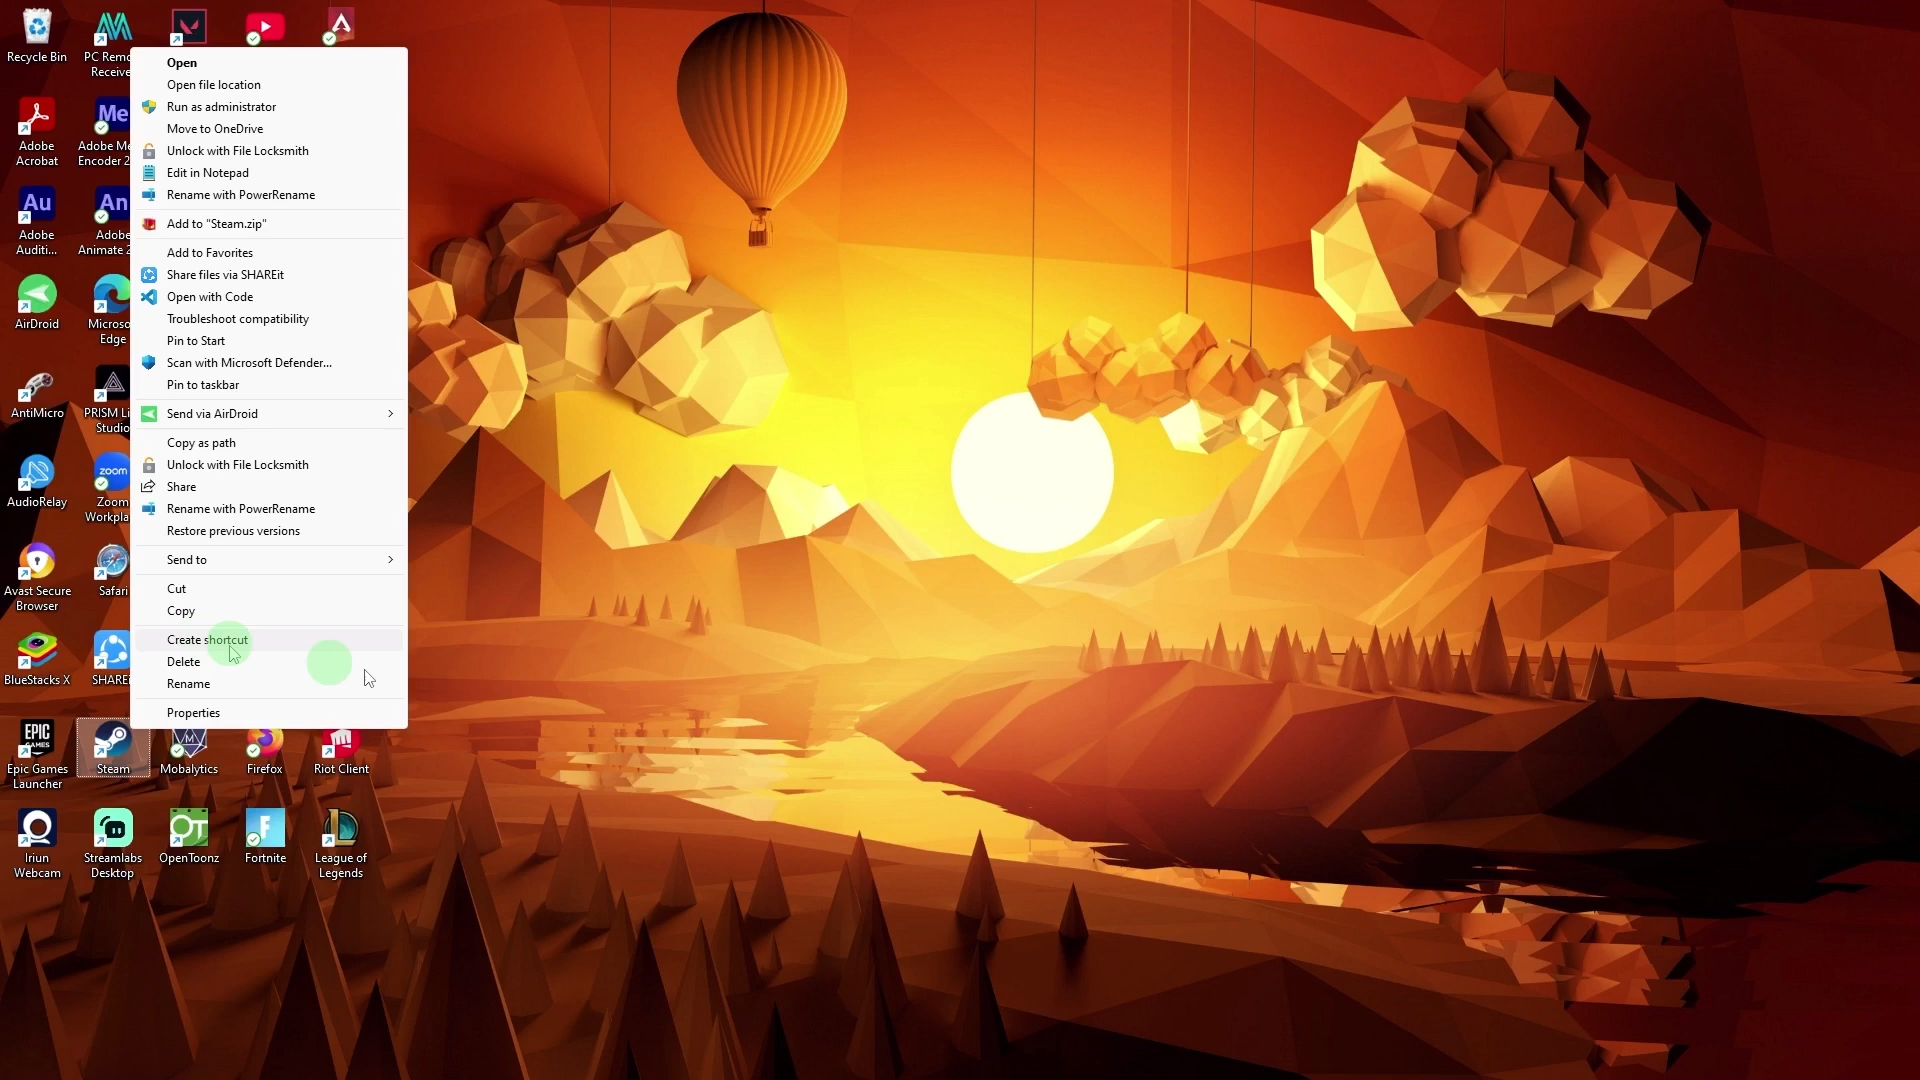 Recycle Bin
PC Remo
Receive
Open
Open file location
Run as administrator
Move to OneDrive
Unlock with File Locksmith
Edit in Notepad
Rename with PowerRename
Add to "Steam.zip"
Add to Favorites
Share files via SHAREit
Open with Code
Troubleshoot compatibility
Pin to Start
Scan with Microsoft Defender...
Pin to taskbar
Send via AirDroid
Copy as path
Unlock with File Locksmith
Share
Rename with PowerRename
Restore previous versions
Send to
Cut
Copy
Create shortcut
Delete
Rename
Properties
Adobe
Acrobat
Me
Adobe Me
Encoder 2
Au
Adobe
Auditi...
An
Adobe
Animate 2
AirDroid
Microso
Edge
AntiMicro
PRISM Li
Studio
AudioRelay
zoom
Zoom
Workpla
Avast Secure
Browser
Safari
BlueStacks X
SHAREi
EPIC
GAMES
Epic Games
Launcher
Steam
M
Mobalytics
Firefox
Riot Client
Iriun
Webcam
Streamlabs
Desktop
OT
OpenToonz
F
Fortnite
League of
Legends